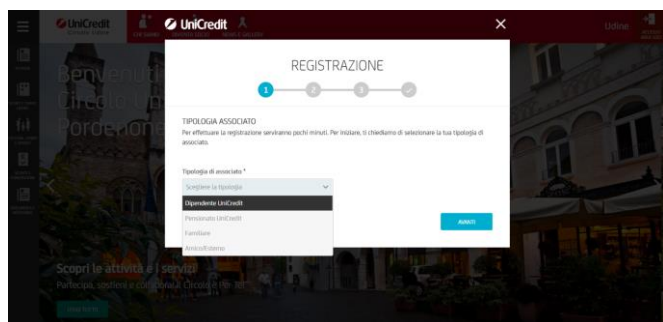 UniCredit
UniCredit
Udine
REGISTRAZIONE
1 2 3
TIPOLOGIA ASSOCIATO
Per effettuare la registrazione serviranno pochi minuti. Per iniziare, ti chiediamo di selezionare la tua tipologia di
associato.
Tipologia di associato *
Scegliere la tipologia
Dipendente UniCredit
Pensionato UniCredit
Familiare
Amico/Esterno
AVANTI
Benvenuti
Circolo Un
Pordenone
Scopri le attività e i servizi